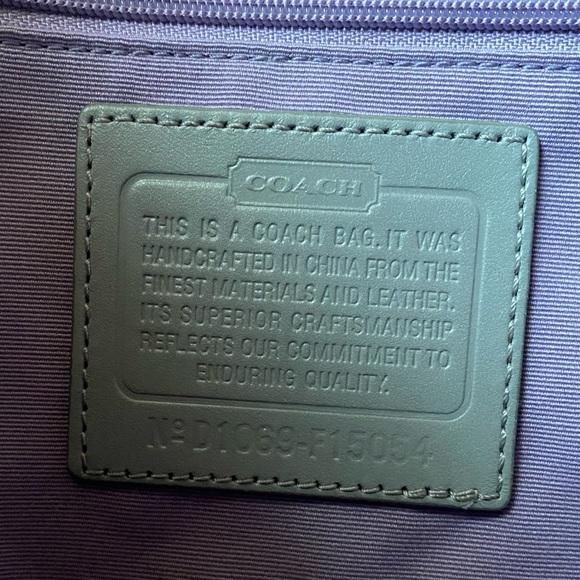 COACH
THIS IS A COACH BAG. IT WAS
HANDCRAFTED IN CHINA FROM THE
FINEST MATERIALS AND LEATHER.
ITS SUPERIOR CRAFTSMANSHIP
REFLECTS OUR COMMITMENT TO
ENDURING QUALITY.
Nº D1069-F15054